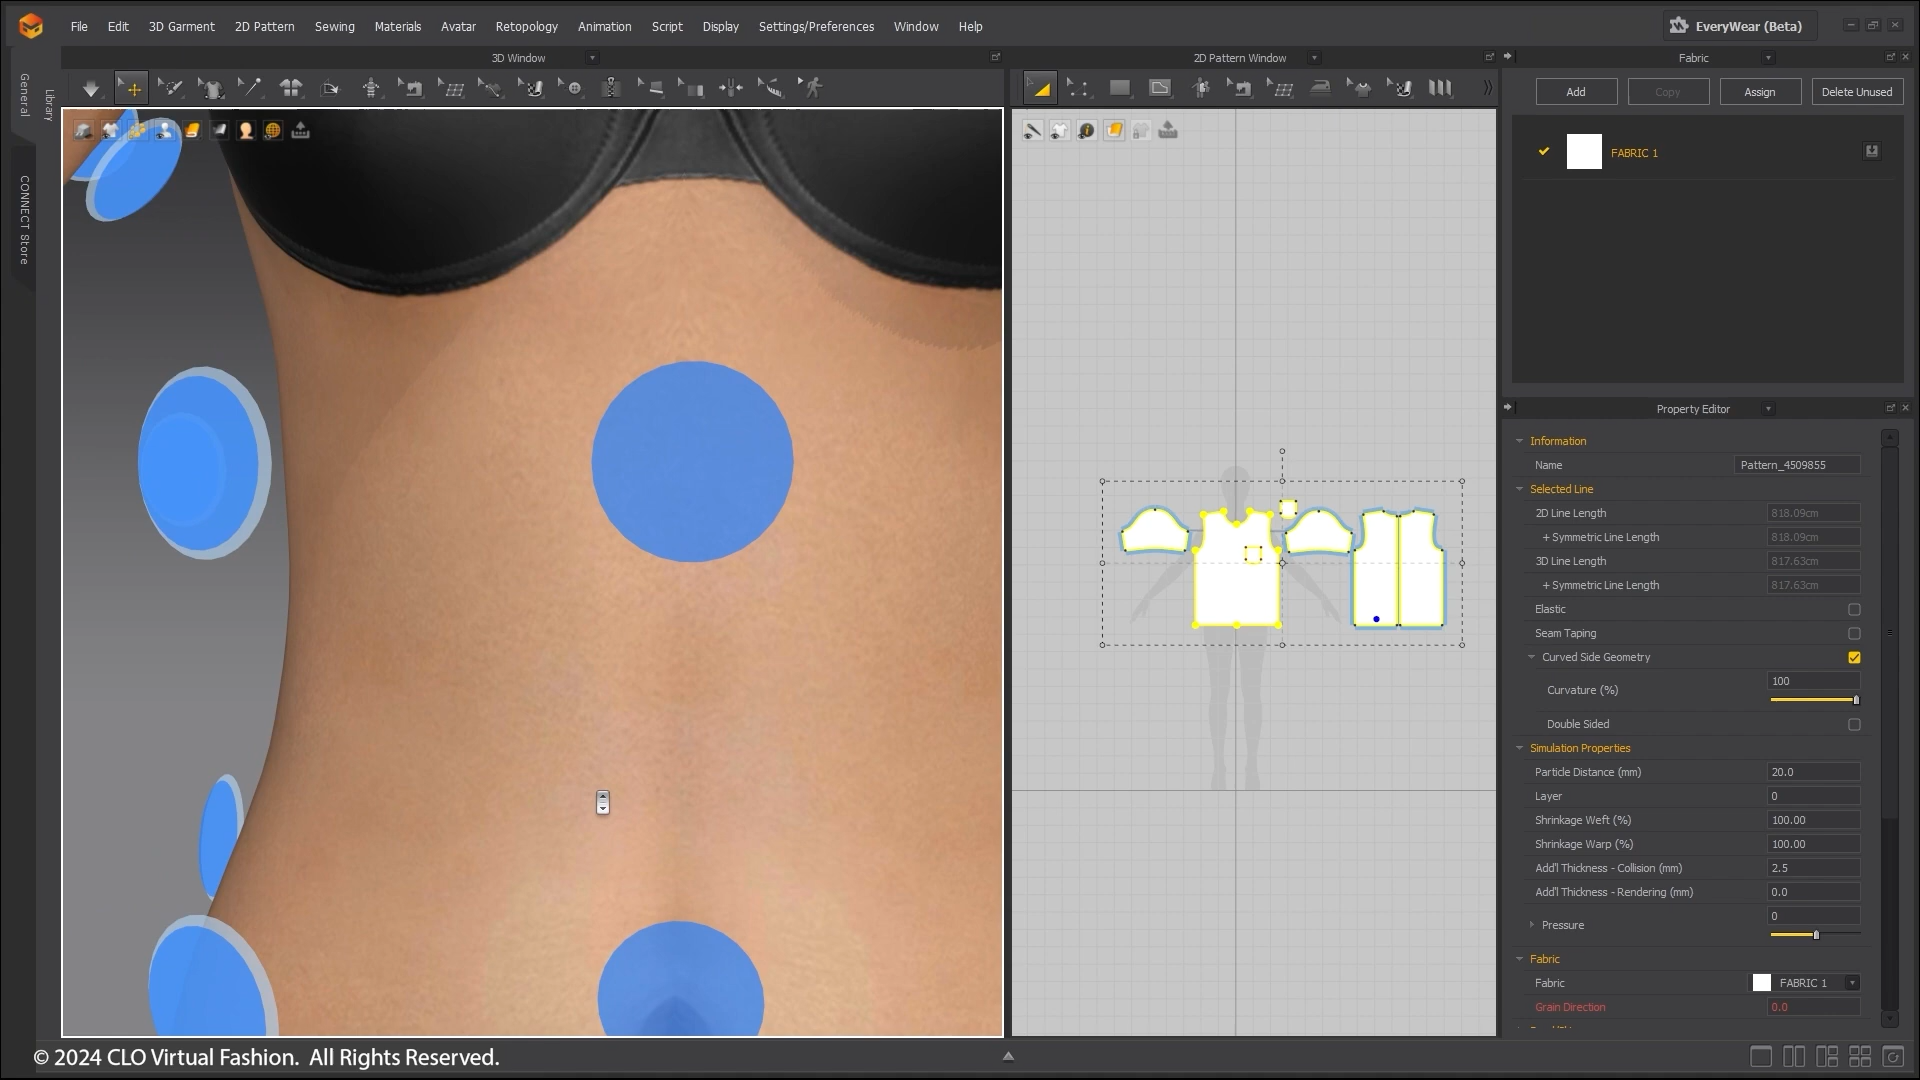 File Edit 3D Garment 2D Pattern Sewing Materials Avatar Retopology Animation Script Display Settings/Preferences Window Help
EveryWear (Beta)
3D Window
2D Pattern Window
Fabric
General
Library
CONNECT Store
Add Copy Assign Delete Unused
FABRIC 1
Property Editor
Information
Name Pattern_4509855
Selected Line
2D Line Length 818.09cm
+ Symmetric Line Length 818.09cm
3D Line Length 817.63cm
+ Symmetric Line Length 817.63cm
Elastic
Seam Taping
Curved Side Geometry
Curvature (%) 100
Double Sided
Simulation Properties
Particle Distance (mm) 20.0
Layer 0
Shrinkage Weft (%) 100.00
Shrinkage Warp (%) 100.00
Add'l Thickness - Collision (mm) 2.5
Add'l Thickness - Rendering (mm) 0.0
Pressure 0
Fabric
Fabric FABRIC 1
Grain Direction 0.0
© 2024 CLO Virtual Fashion. All Rights Reserved.